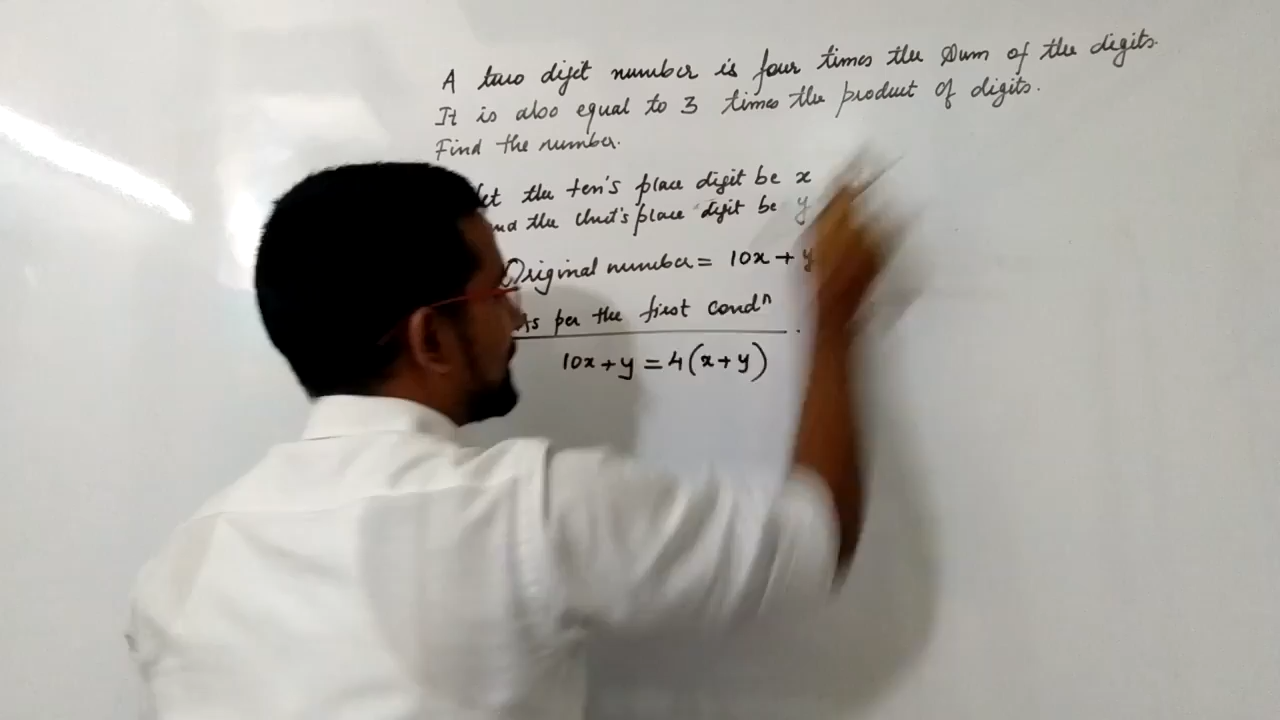 A two digit number is four times the sum of the digits.
It is also equal to 3 times the product of digits.
Find the number.
Let the ten's place digit be x
and the Unit's place digit be y
Original number = 10x + y
As per the first condⁿ
10x + y = 4(x + y)